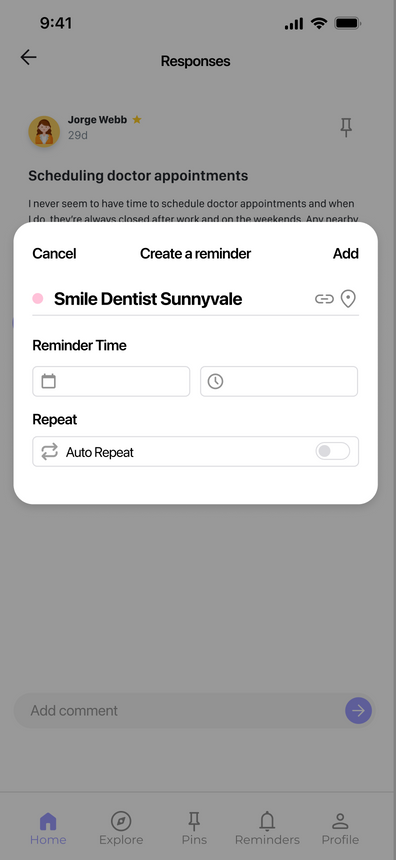 9:41
Responses
Jorge Webb
29d
Scheduling doctor appointments
I never seem to have time to schedule doctor appointments and when
I do, they're always closed after work and on the weekends. Any nearby
Cancel
Create a reminder
Add
Smile Dentist Sunnyvale
Reminder Time
Repeat
Auto Repeat
Add comment
Home
Explore
Pins
Reminders
Profile